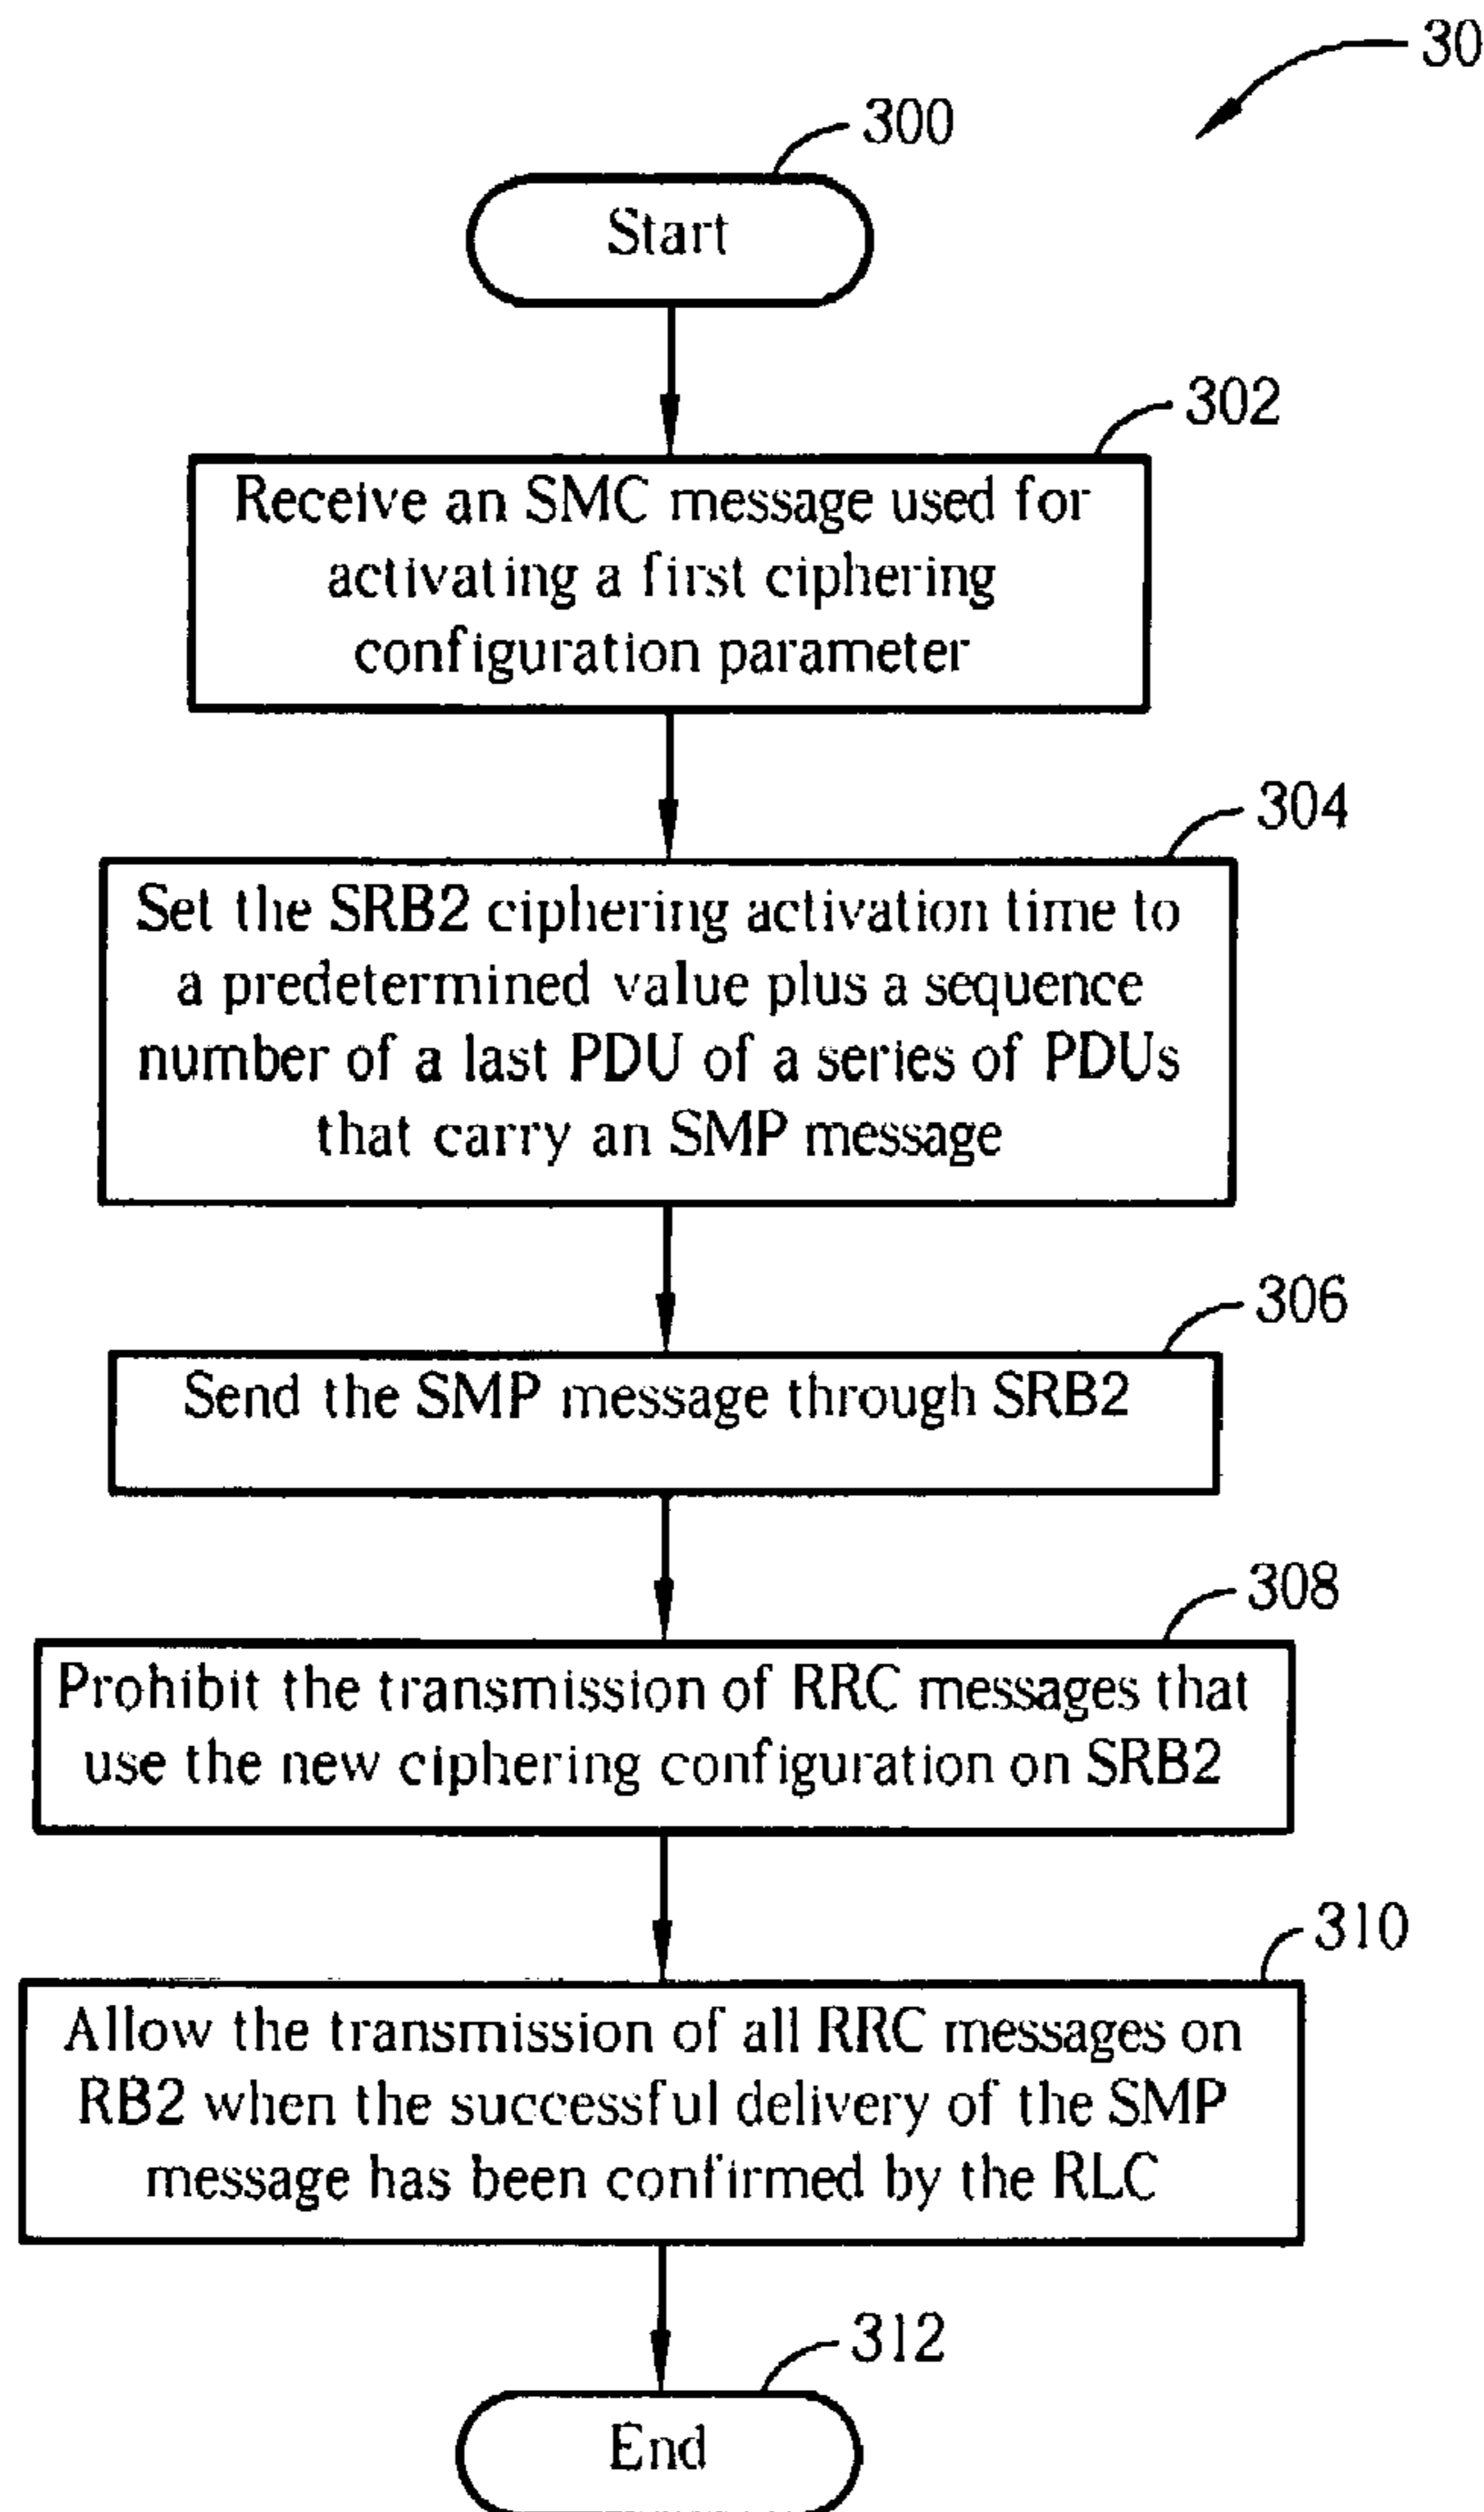 30
300
Start
302
Receive an SMC message used for
activating a first ciphering
configuration parameter
304
Set the SRB2 ciphering activation time to
a predetermined value plus a sequence
number of a last PDU of a series of PDUs
that carry an SMP message
306
Send the SMP message through SRB2
308
Prohibit the transmission of RRC messages that
use the new ciphering configuration on SRB2
310
Allow the transmission of all RRC messages on
RB2 when the successful delivery of the SMP
message has been confirmed by the RLC
312
End